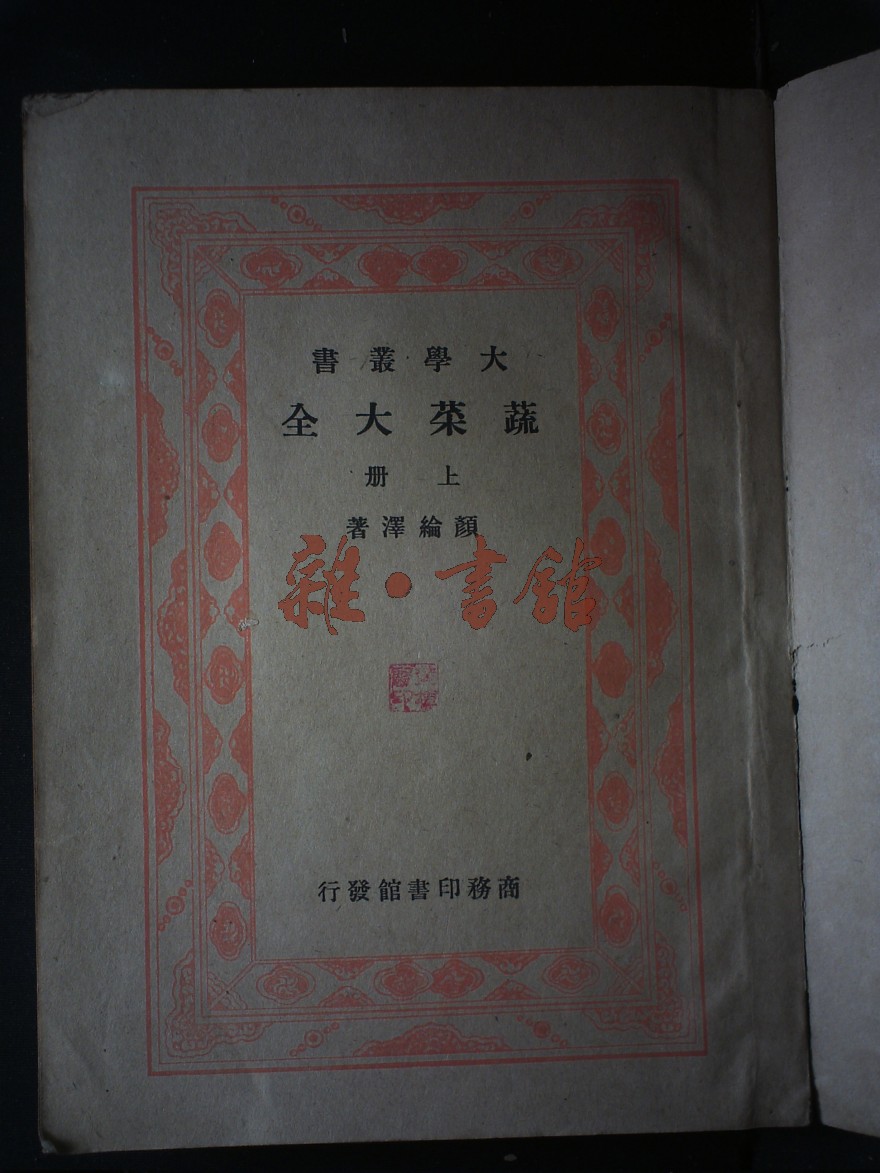 大學叢書
蔬菜大全
上册
顏綸澤著
雜·書館
商務印書館發行